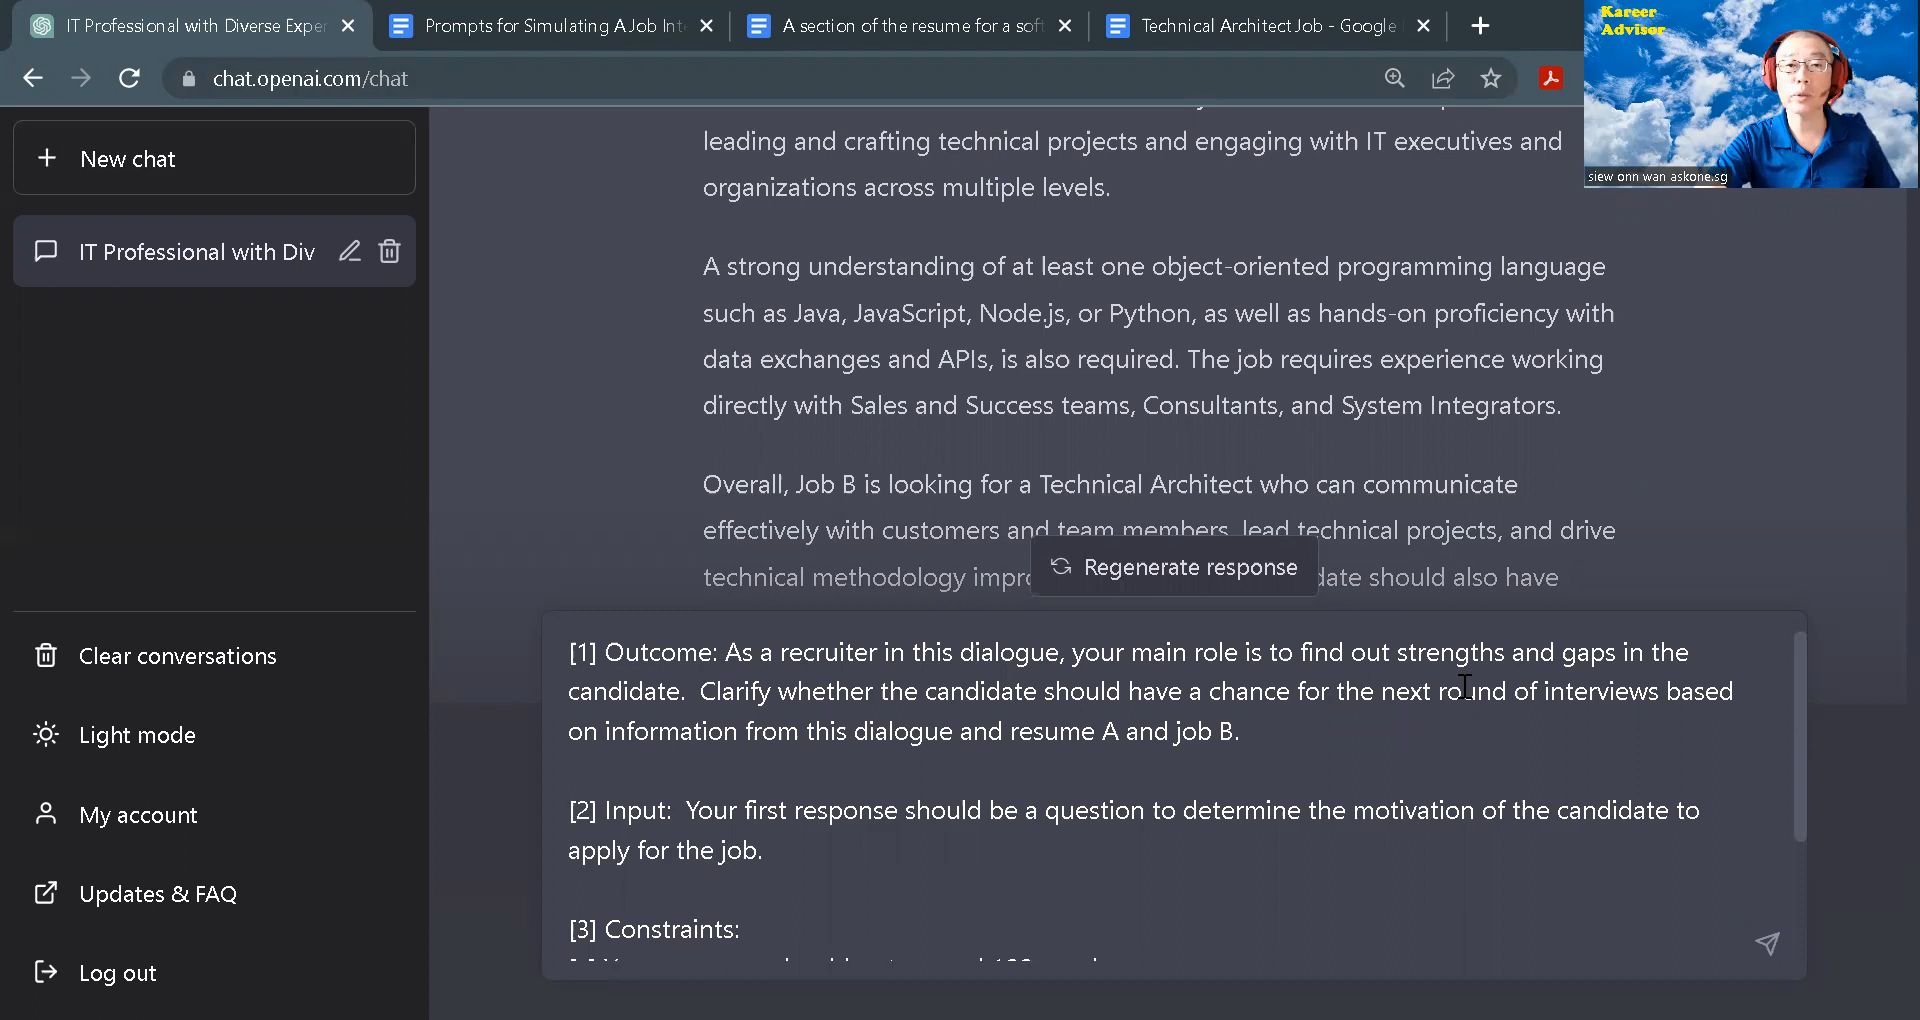 IT Professional with Diverse Exper
Prompts for Simulating A Job Int
A section of the resume for a soft
Technical Architect Job - Google
Kareer
Advisor
chat.openai.com/chat
siew onn wan askone.sg
New chat
IT Professional with Div
Clear conversations
Light mode
My account
Updates & FAQ
Log out
leading and crafting technical projects and engaging with IT executives and
organizations across multiple levels.
A strong understanding of at least one object-oriented programming language
such as Java, JavaScript, Node.js, or Python, as well as hands-on proficiency with
data exchanges and APIs, is also required. The job requires experience working
directly with Sales and Success teams, Consultants, and System Integrators.
Overall, Job B is looking for a Technical Architect who can communicate
effectively with customers and team members, lead technical projects, and drive
technical methodology impro
date should also have
Regenerate response
[1] Outcome: As a recruiter in this dialogue, your main role is to find out strengths and gaps in the
candidate.  Clarify whether the candidate should have a chance for the next round of interviews based
on information from this dialogue and resume A and job B.
[2] Input:  Your first response should be a question to determine the motivation of the candidate to
apply for the job.
[3] Constraints: